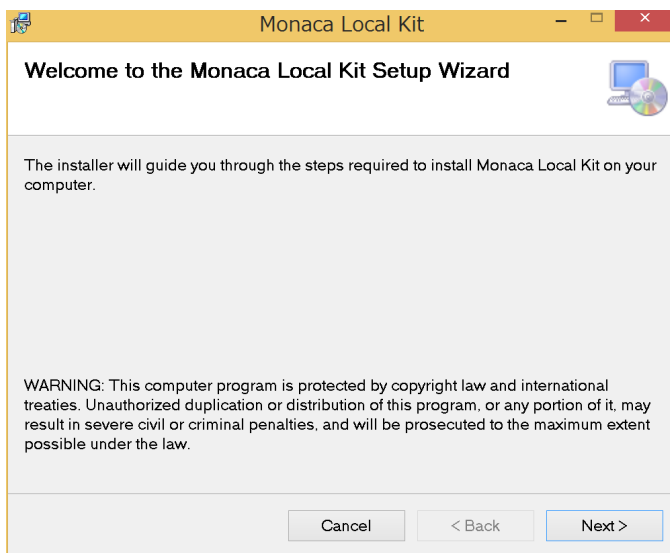 Monaca Local Kit
Welcome to the Monaca Local Kit Setup Wizard
The installer will guide you through the steps required to install Monaca Local Kit on your
computer.
WARNING: This computer program is protected by copyright law and international
treaties. Unauthorized duplication or distribution of this program, or any portion of it, may
result in severe civil or criminal penalties, and will be prosecuted to the maximum extent
possible under the law.
Cancel
< Back
Next >